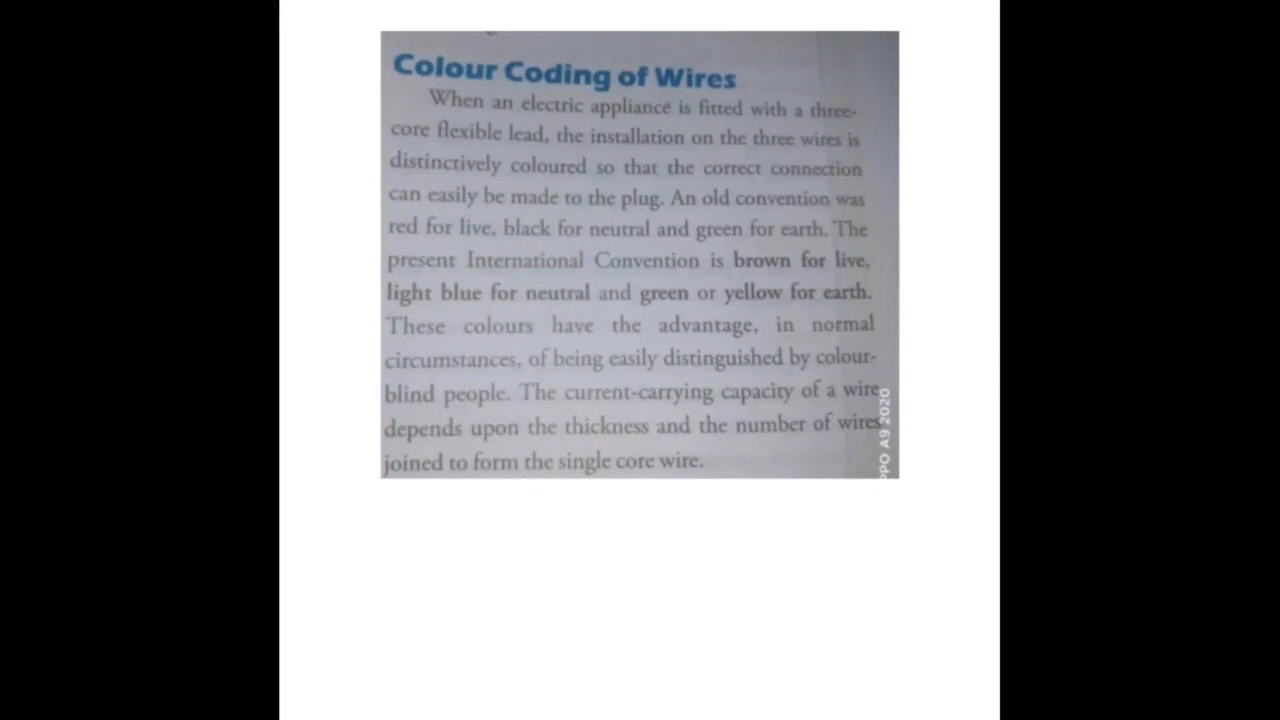 Colour Coding of Wires
When an electric appliance is fitted with a three-
core flexible lead, the installation on the three wires is
distinctively coloured so that the correct connection
can easily be made to the plug. An old convention was
red for live, black for neutral and green for earth. The
present International Convention is brown for live,
light blue for neutral and green or yellow for earth.
These colours have the advantage, in normal
circumstances, of being easily distinguished by colour-
blind people. The current-carrying capacity of a wire
depends upon the thickness and the number of wires
joined to form the single core wire.
PPO A9 2020